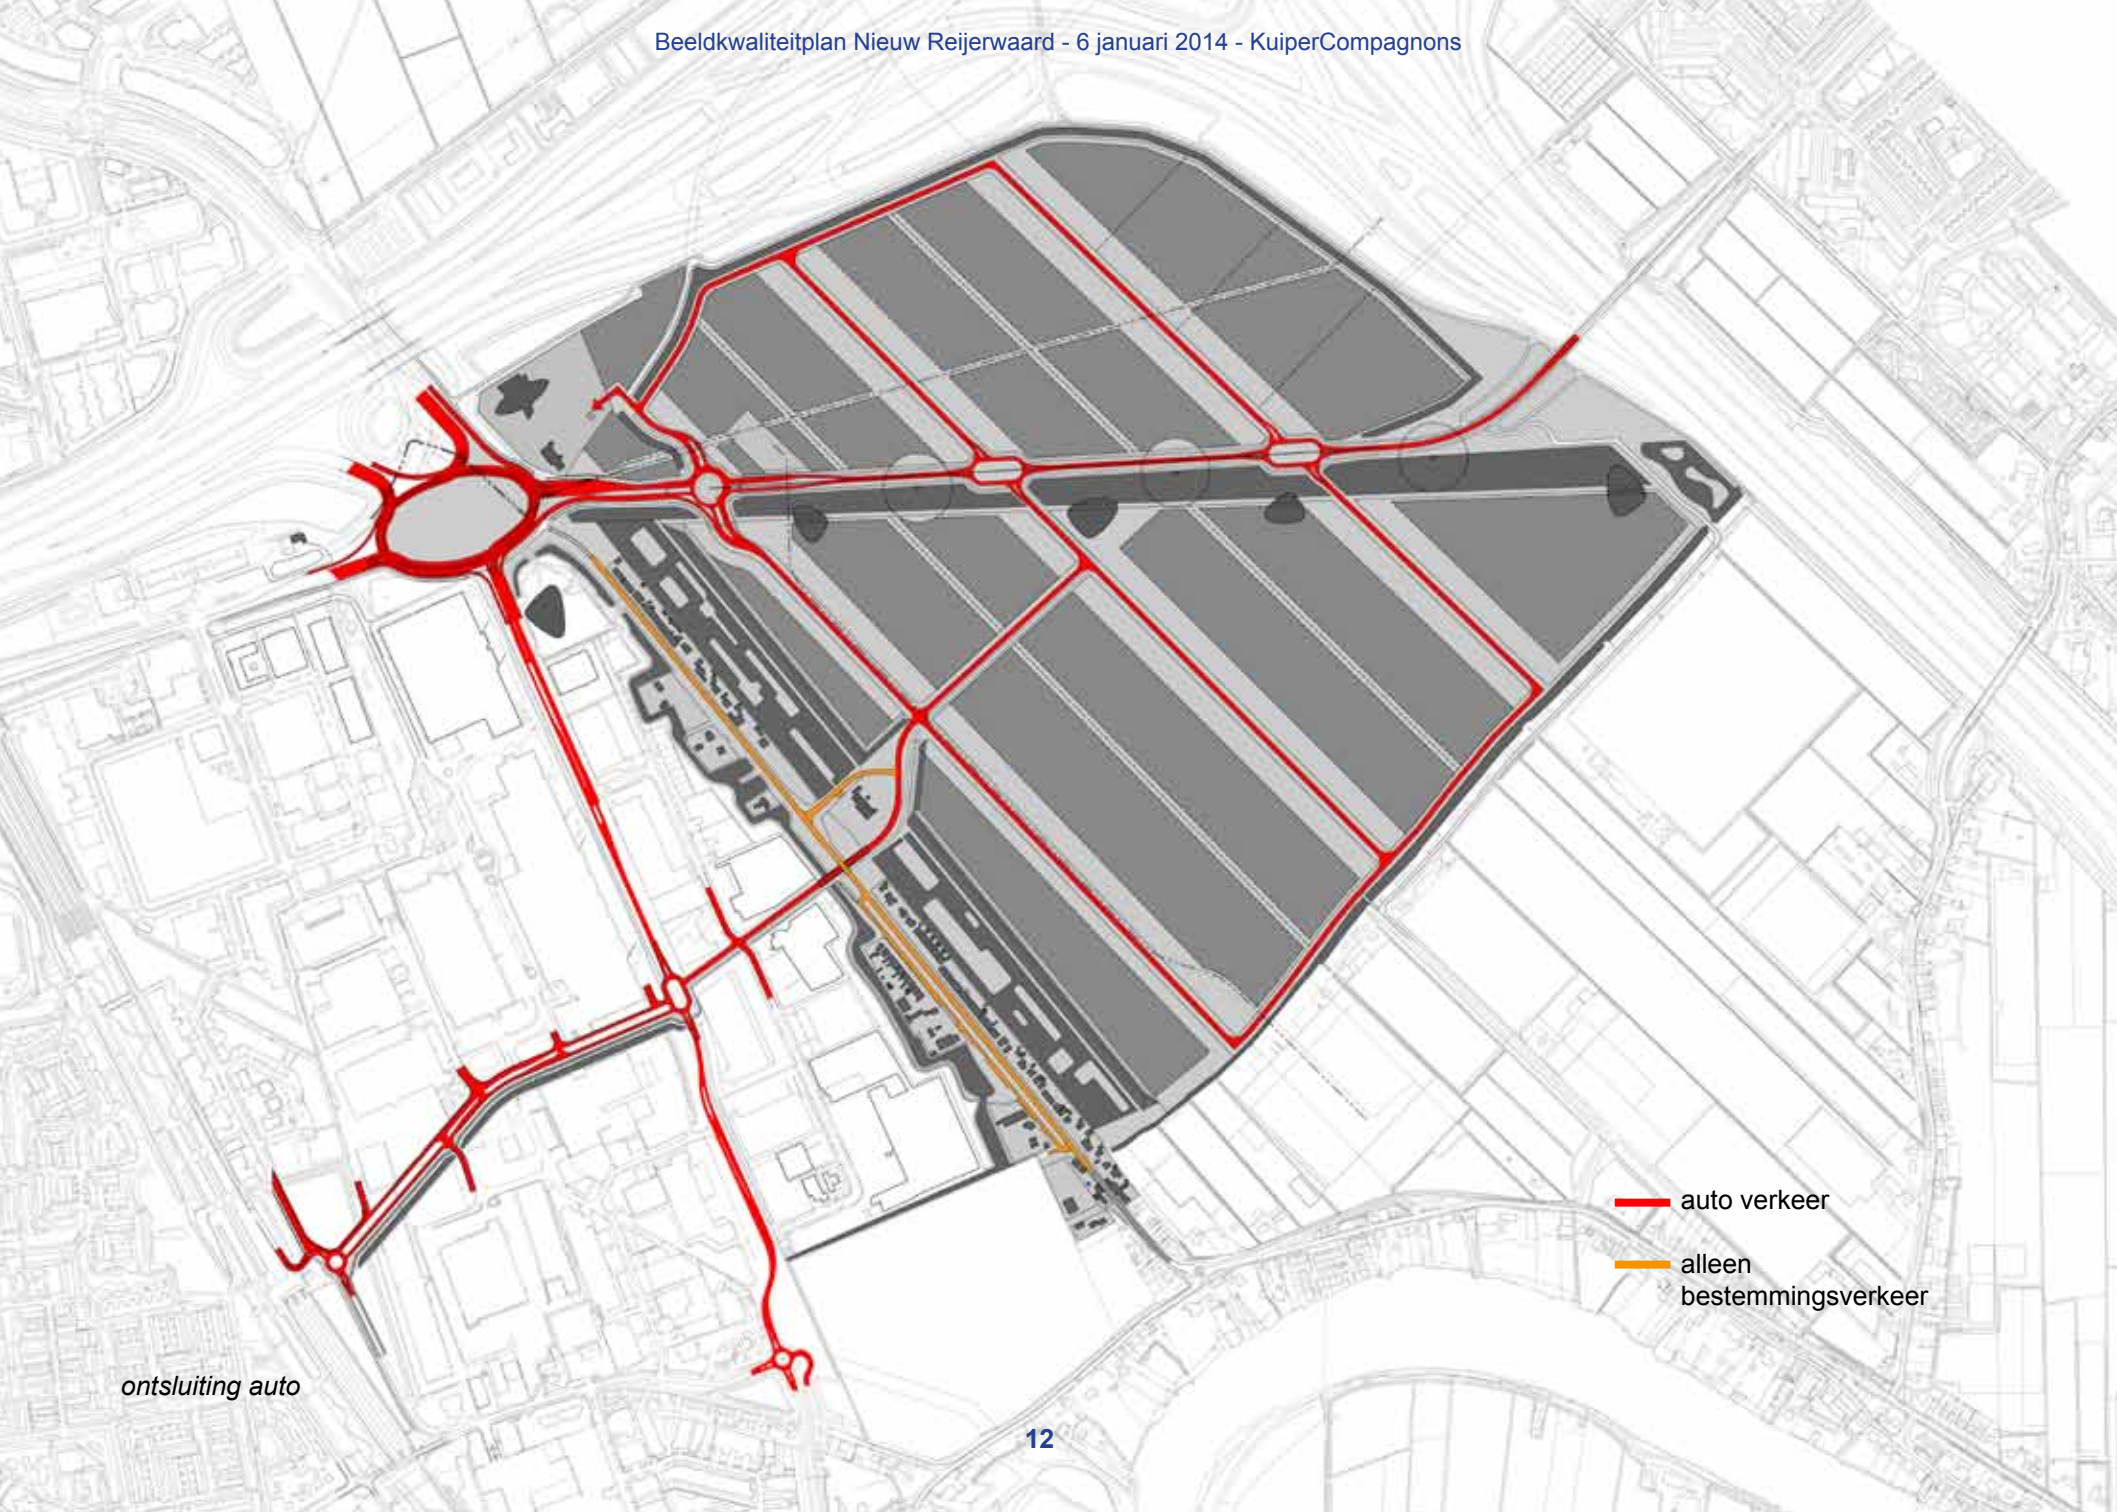 Beeldkwaliteitplan Nieuw Reijerwaard - 6 januari 2014 - KuiperCompagnons
auto verkeer
alleen
bestemmingsverkeer
ontsluiting auto
12